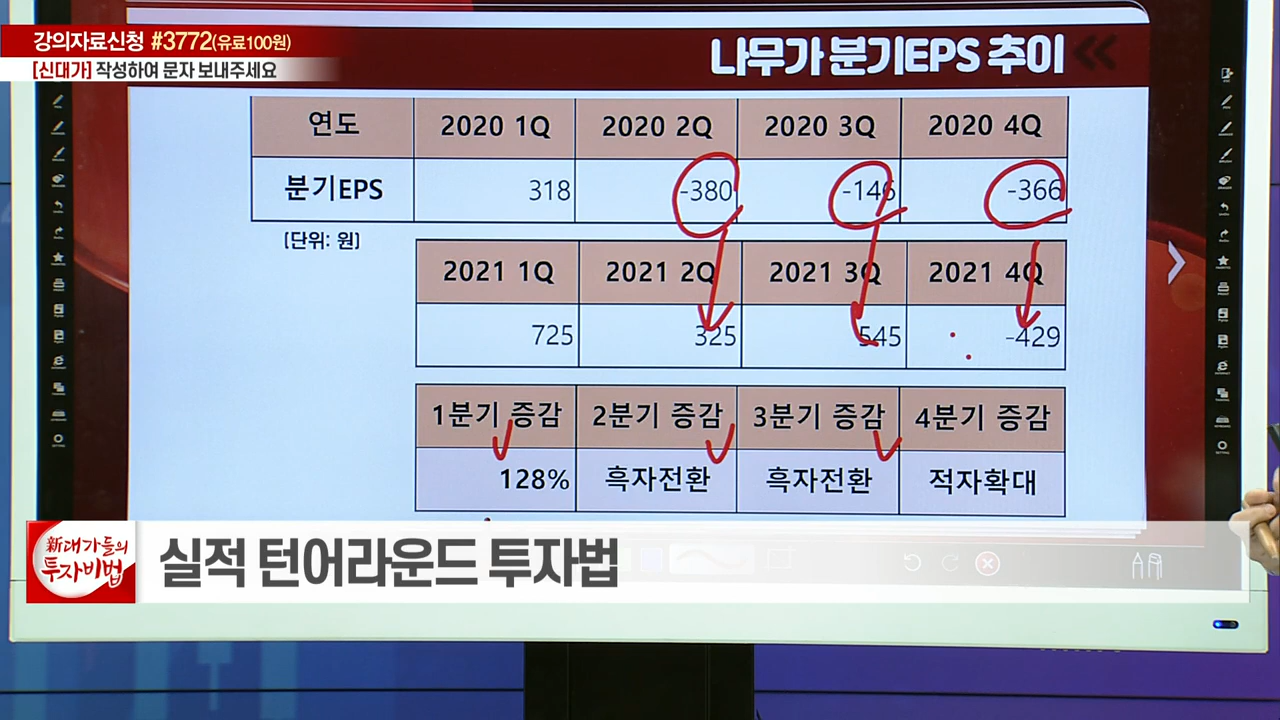 강의자료신청 #3772(유료100원)
[신대가] 작성하여 문자 보내주세요
나무가 분기EPS 추이
연도 2020 1Q 2020 2Q 2020 3Q 2020 4Q
분기EPS 318 -380 -146 -366
[단위: 원]
2021 1Q 2021 2Q 2021 3Q 2021 4Q
725 325 545 -429
1분기 증감 2분기 증감 3분기 증감 4분기 증감
128% 흑자전환 흑자전환 적자확대
新대가들의
투자비법
실적 턴어라운드 투자법